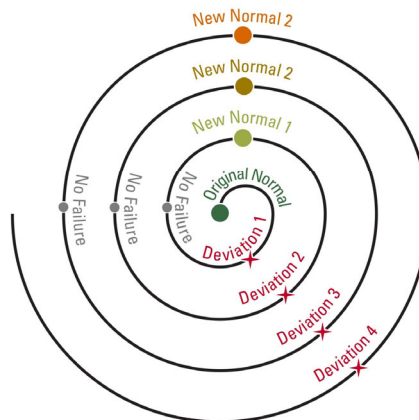 New Normal 2
New Normal 2
New Normal 1
Original Normal
No Failure
No Failure
No Failure
Deviation 1
Deviation 2
Deviation 3
Deviation 4